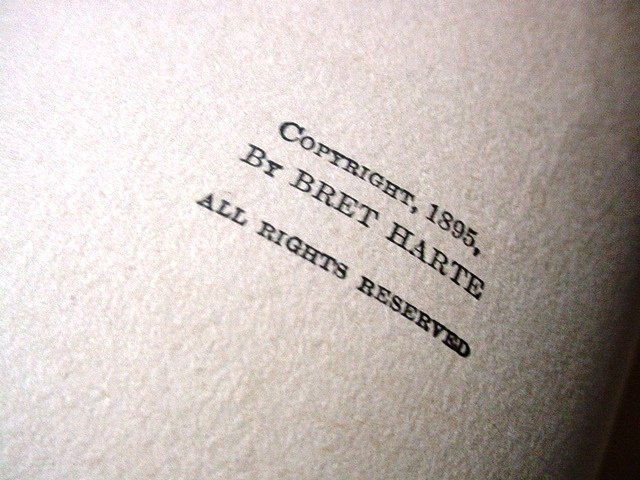 Copyright, 1895,
By BRET HARTE
ALL RIGHTS RESERVED